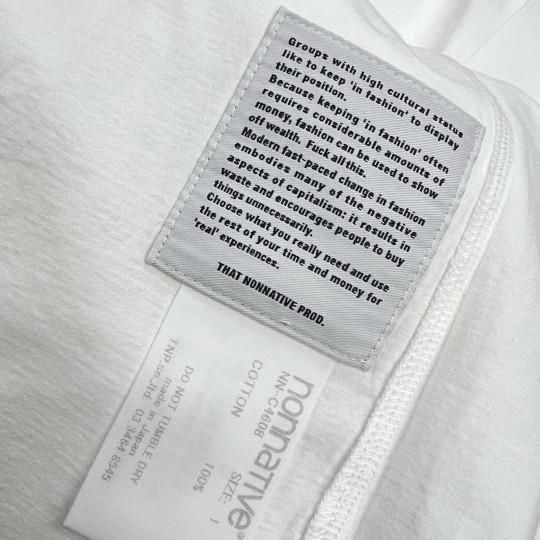 Groups with high cultural status
like to keep 'in fashion' to display
their position.
Because keeping 'in fashion' often
requires considerable amounts of
money, fashion can be used to show
off wealth. Fuck all this.
Modern fast-paced change in fashion
embodies many of the negative
aspects of capitalism: it results in
waste and encourages people to buy
things unnecessarily.
Choose what you really need and use
the rest of your time and money for
'real' experiences.
THAT NONNATIVE PROD.
nonnative®
NN-C4608 SIZE: 1
COTTON 100%
DO NOT TUMBLE DRY
made in Japan
TNP co.,ltd. 03 3464 8545